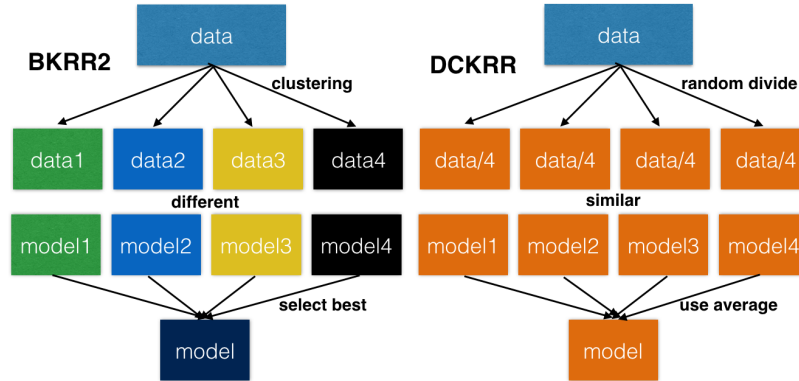 data
BKRR2
clustering
data1 data2 data3 data4
different
model1 model2 model3 model4
select best
model
data
DCKRR
random divide
data/4 data/4 data/4 data/4
similar
model1 model2 model3 model4
use average
model